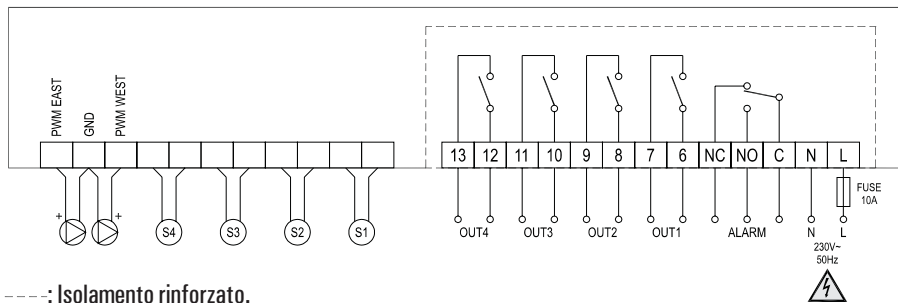 PWM EAST
GND
PWM WEST
13 12 11 10 9 8 7 6 NC NO C N L
FUSE
10A
+ + S4 S3 S2 S1
OUT4 OUT3 OUT2 OUT1 ALARM N L
230V~
50Hz
----: Isolamento rinforzato.